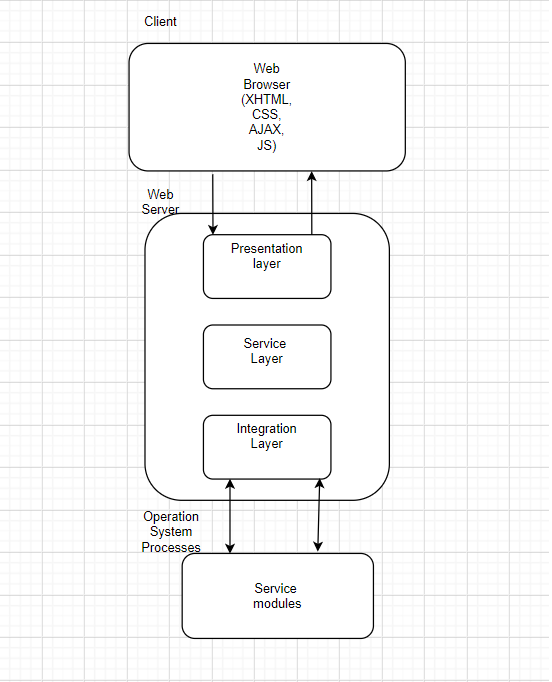 Client
Web
Browser
(XHTML,
CSS,
AJAX,
JS)
Web
Server
Presentation
layer
Service
Layer
Integration
Layer
Operation
System
Processes
Service
modules